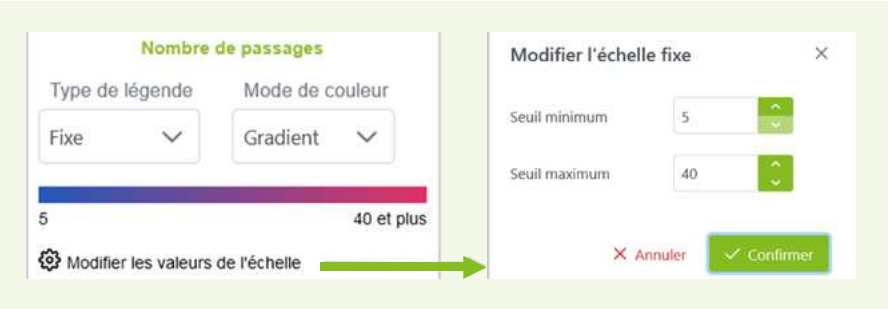 Nombre de passages
Type de légende Mode de couleur
Fixe Gradient
5 40 et plus
Modifier les valeurs de l'échelle
Modifier l'échelle fixe
Seuil minimum 5
Seuil maximum 40
Annuler Confirmer